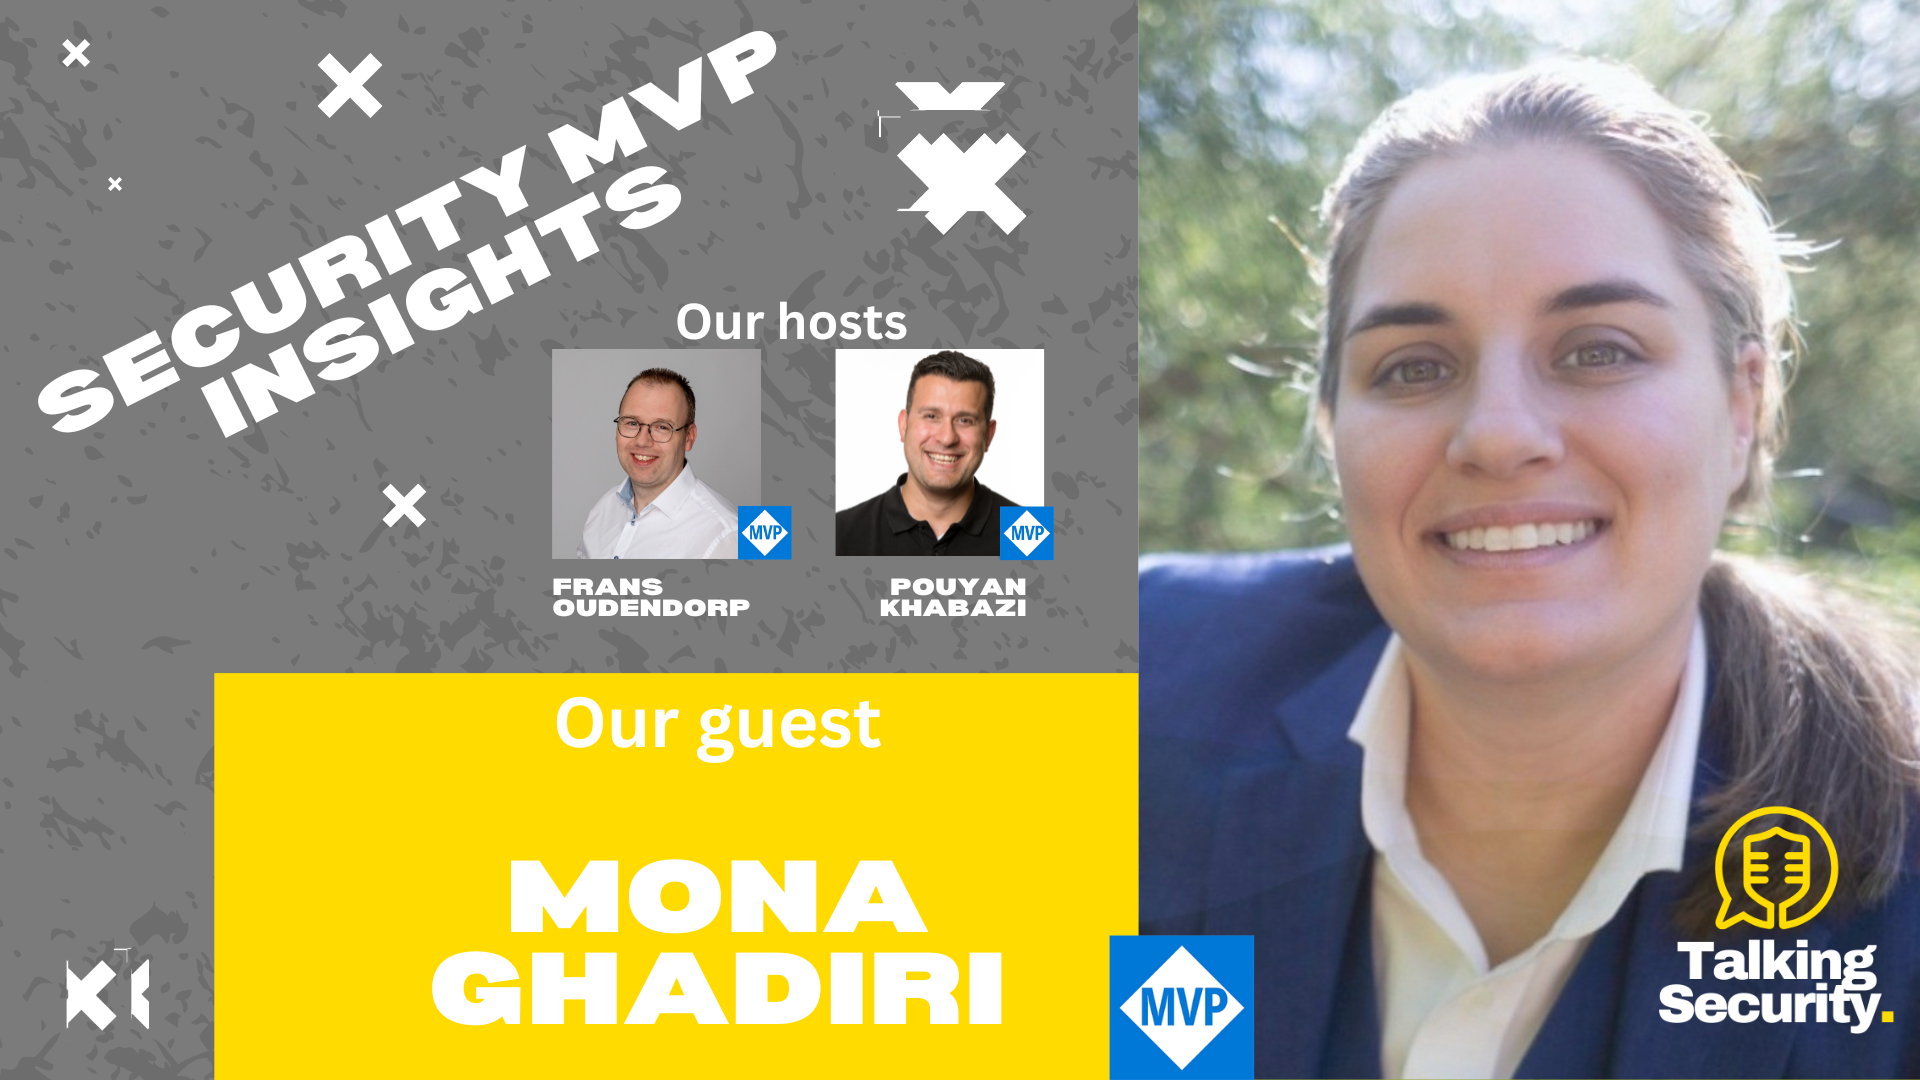 SECURITY MVP
INSIGHTS
Our hosts
MVP
MVP
FRANS
OUDENDORP
POUYAN
KHABAZI
Our guest
MONA
GHADIRI
MVP
Talking
Security.